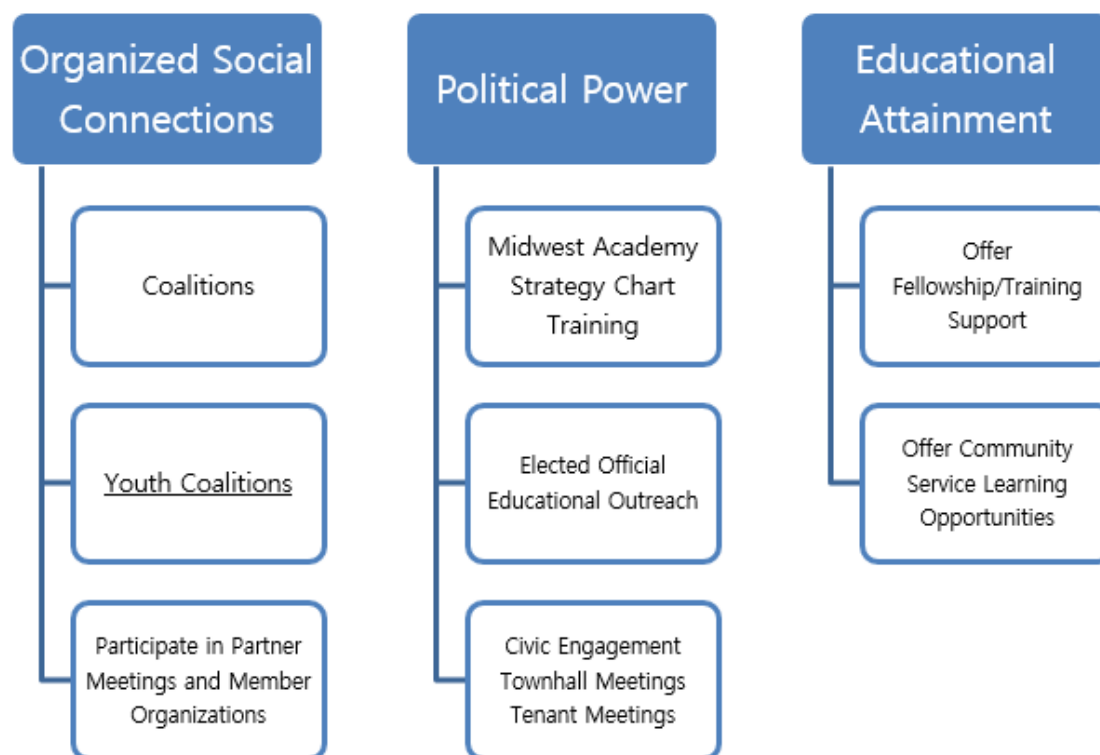 Organized Social
Connections
Coalitions
Youth Coalitions
Participate in Partner
Meetings and Member
Organizations
Political Power
Midwest Academy
Strategy Chart
Training
Elected Official
Educational Outreach
Civic Engagement
Townhall Meetings
Tenant Meetings
Educational
Attainment
Offer
Fellowship/Training
Support
Offer Community
Service Learning
Opportunities